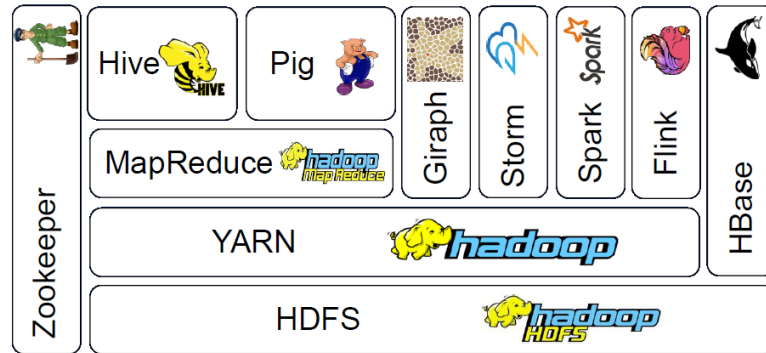 Zookeeper
Hive
HIVE
Pig
Giraph
Storm
Spark
Spark
Flink
HBase
MapReduce
hadoop
Map Reduce
YARN
hadoop
HDFS
hadoop
HDFS